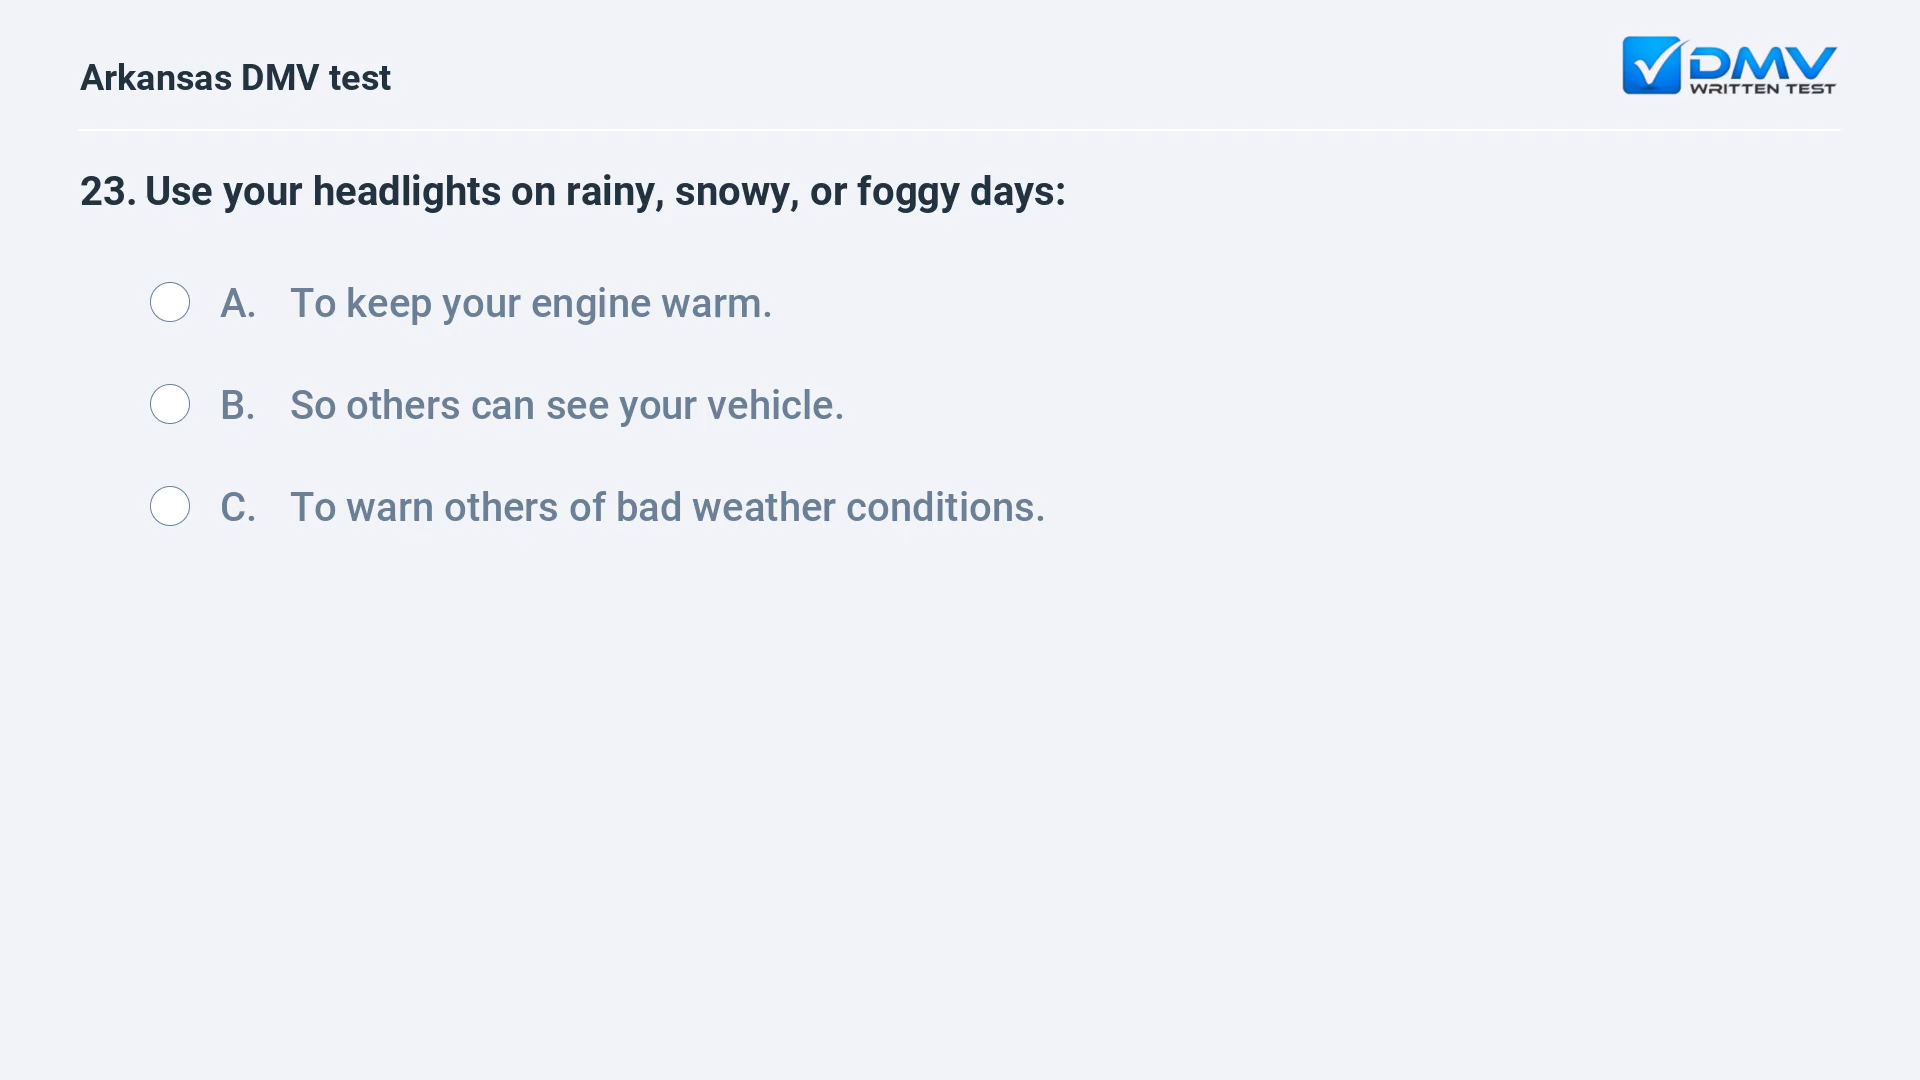 Arkansas DMV test
DMV
WRITTEN TEST
23. Use your headlights on rainy, snowy, or foggy days:
A. To keep your engine warm.
B. So others can see your vehicle.
C. To warn others of bad weather conditions.